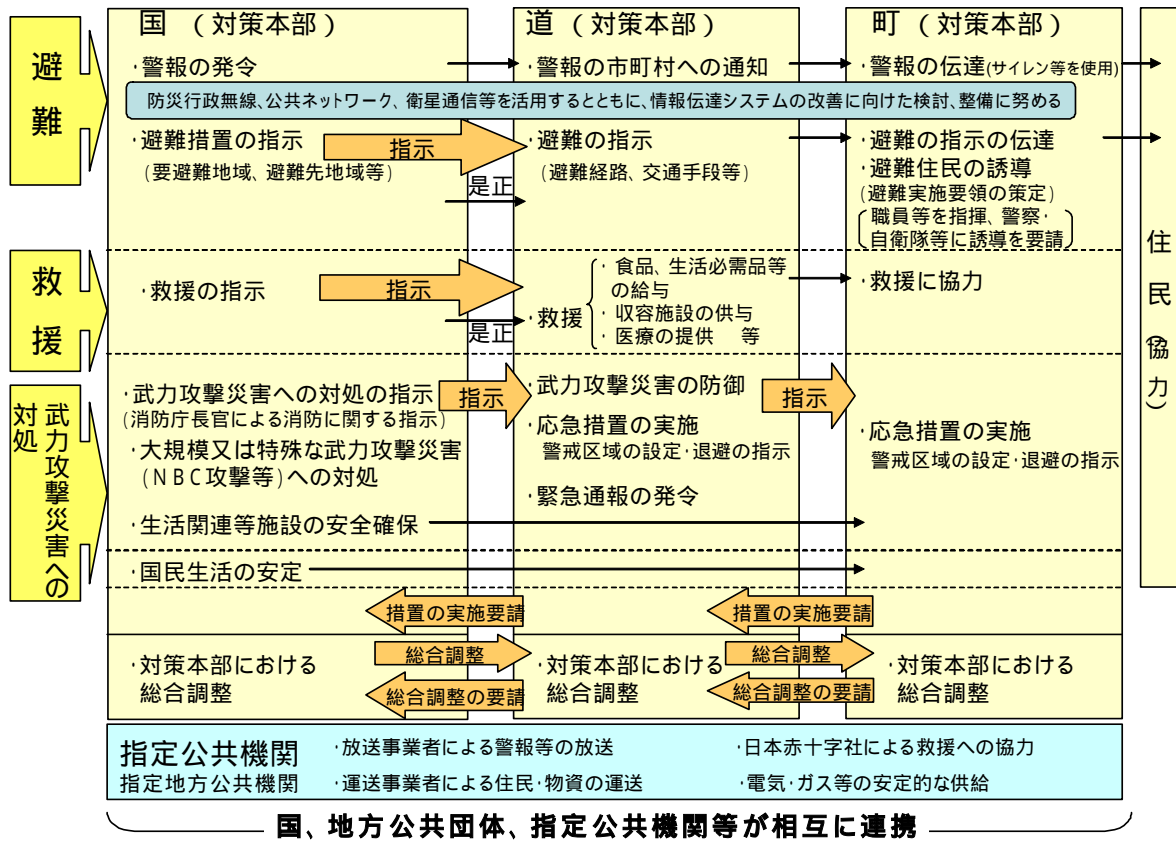 国 (対策本部)
道 (対策本部)
町 (対策本部)
避難
・警報の発令
・警報の市町村への通知
・警報の伝達(サイレン等を使用)
防災行政無線、公共ネットワーク、衛星通信等を活用するとともに、情報伝達システムの改善に向けた検討、整備に努める
・避難措置の指示
(要避難地域、避難先地域等)
指示
是正
・避難の指示
(避難経路、交通手段等)
・避難の指示の伝達
・避難住民の誘導
(避難実施要領の策定)
職員等を指揮、警察・
自衛隊等に誘導を要請
住民(協力)
救援
・救援の指示
指示
是正
・救援
・食品、生活必需品等
の給与
・収容施設の供与
・医療の提供 等
・救援に協力
武力攻撃災害への
対処
・武力攻撃災害への対処の指示
(消防庁長官による消防に関する指示)
・大規模又は特殊な武力攻撃災害
(NBC攻撃等)への対処
指示
・武力攻撃災害の防御
・応急措置の実施
警戒区域の設定・退避の指示
・緊急通報の発令
指示
・応急措置の実施
警戒区域の設定・退避の指示
・生活関連等施設の安全確保
・国民生活の安定
措置の実施要請
措置の実施要請
・対策本部における
総合調整
総合調整
総合調整の要請
・対策本部における
総合調整
総合調整
総合調整の要請
・対策本部における
総合調整
指定公共機関
指定地方公共機関
・放送事業者による警報等の放送
・日本赤十字社による救援への協力
・運送事業者による住民・物資の運送
・電気・ガス等の安定的な供給
国、地方公共団体、指定公共機関等が相互に連携